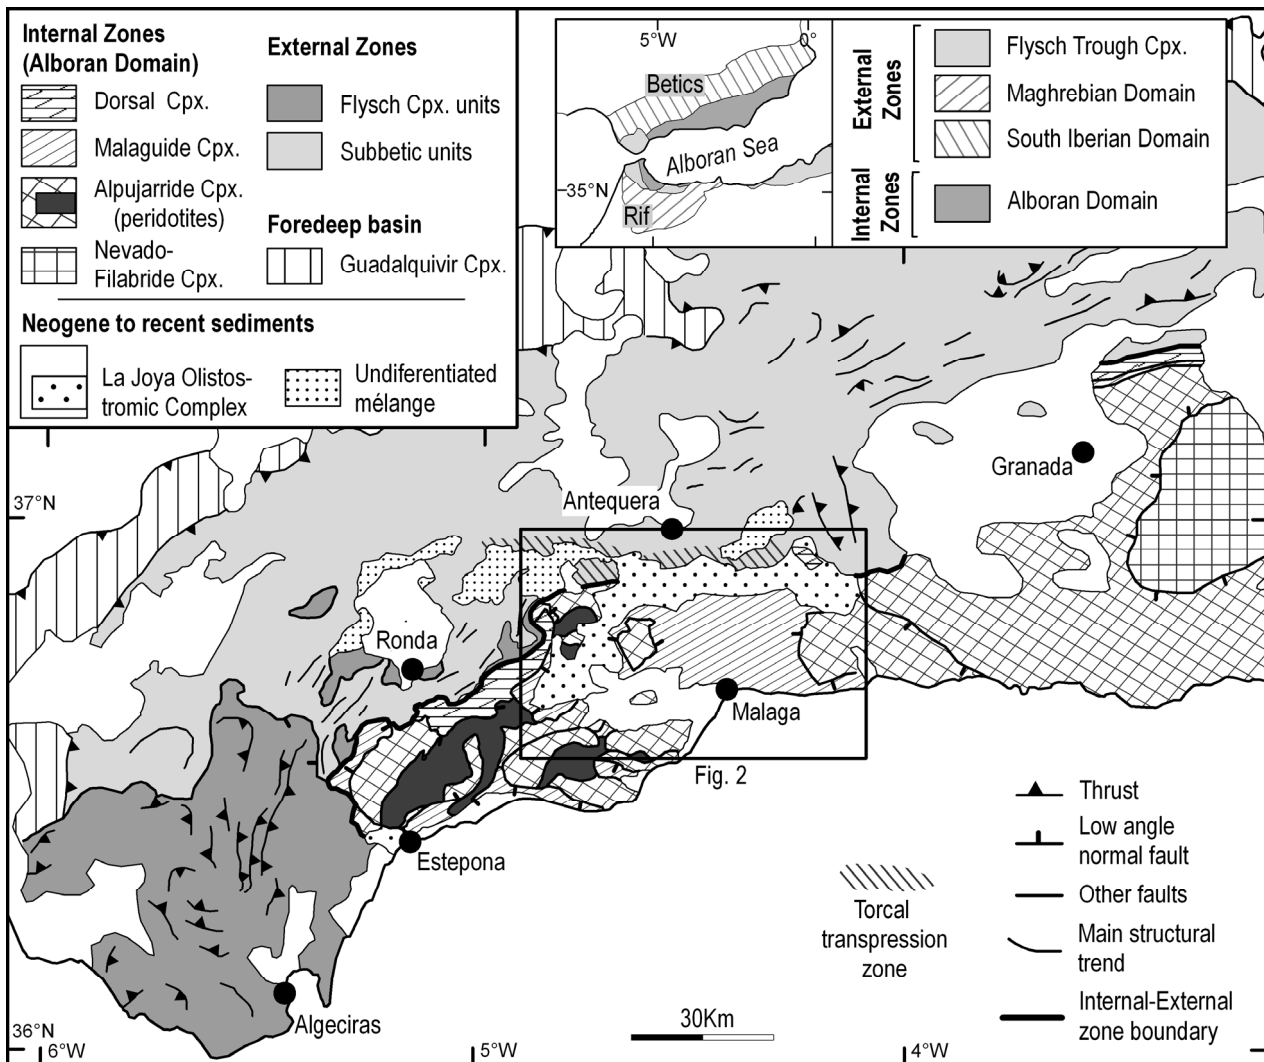 Internal Zones
(Alboran Domain)
Dorsal Cpx.
Malaguide Cpx.
Alpujarride Cpx.
(peridotites)
Nevado-
Filabride Cpx.
External Zones
Flysch Cpx. units
Subbetic units
Foredeep basin
Guadalquivir Cpx.
Neogene to recent sediments
La Joya Olistos-
tromic Complex
Undiferentiated
mélange
5°W
0°
Betics
Alboran Sea
35°N
Rif
External
Zones
Flysch Trough Cpx.
Maghrebian Domain
South Iberian Domain
Internal
Zones
Alboran Domain
37°N
Granada
Antequera
Ronda
Malaga
Fig. 2
Estepona
Algeciras
Torcal
transpression
zone
Thrust
Low angle
normal fault
Other faults
Main structural
trend
Internal-External
zone boundary
30Km
36°N
6°W
5°W
4°W